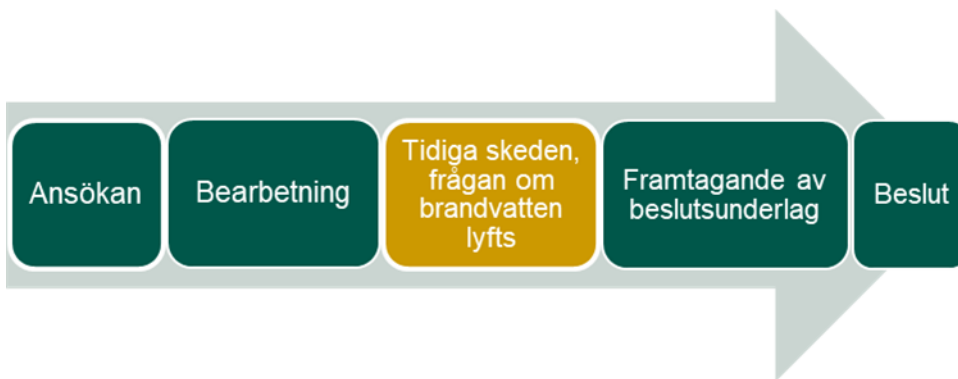 Ansökan
Bearbetning
Tidiga skeden,
frågan om
brandvatten
lyfts
Framtagande av
beslutsunderlag
Beslut